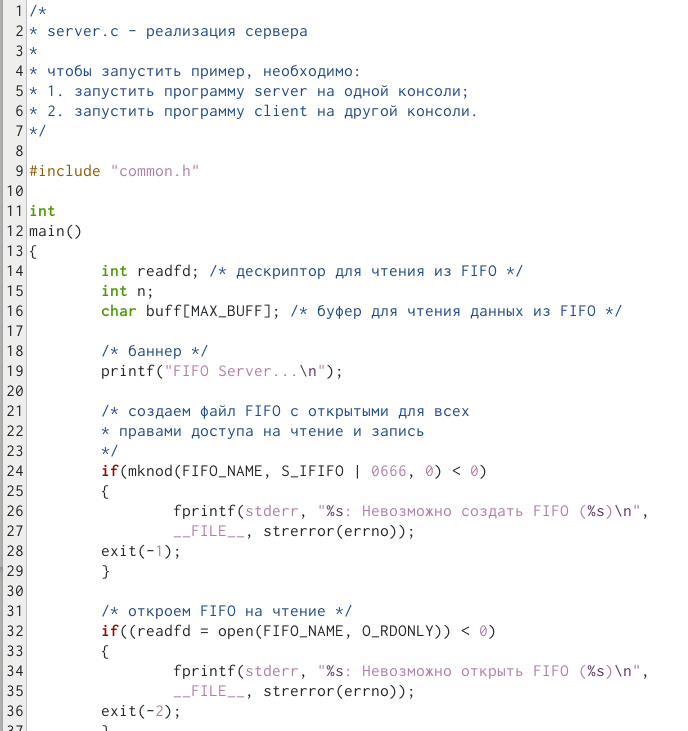 1 /*
2 * server.c - реализация сервера
3 *
4 * чтобы запустить пример, необходимо:
5 * 1. запустить программу server на одной консоли;
6 * 2. запустить программу client на другой консоли.
7 */
8
9 #include "common.h"
10
11 int
12 main()
13 {
14         int readfd; /* дескриптор для чтения из FIFO */
15         int n;
16         char buff[MAX_BUFF]; /* буфер для чтения данных из FIFO */
17
18         /* баннер */
19         printf("FIFO Server...\n");
20
21         /* создаем файл FIFO с открытыми для всех
22         * правами доступа на чтение и запись
23         */
24         if(mknod(FIFO_NAME, S_IFIFO | 0666, 0) < 0)
25         {
26                 fprintf(stderr, "%s: Невозможно создать FIFO (%s)\n",
27                 __FILE__, strerror(errno));
28         exit(-1);
29         }
30
31         /* откроем FIFO на чтение */
32         if((readfd = open(FIFO_NAME, O_RDONLY)) < 0)
33         {
34                 fprintf(stderr, "%s: Невозможно открыть FIFO (%s)\n",
35                 __FILE__, strerror(errno));
36         exit(-2);
37         }